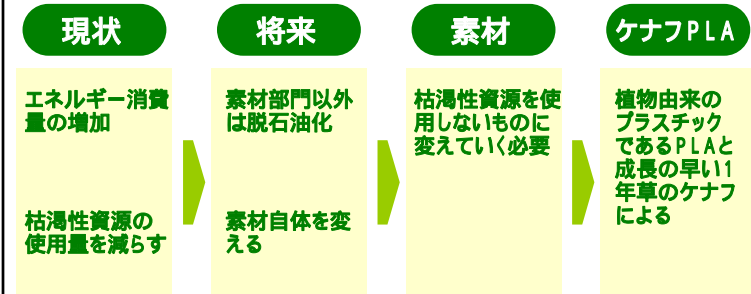 現状
将来
素材
ケナフPLA
エネルギー消費
量の増加
枯渇性資源の
使用量を減らす
素材部門以外
は脱石油化
素材自体を変
える
枯渇性資源を使
用しないものに
変えていく必要
植物由来の
プラスチック
であるPLAと
成長の早い1
年草のケナフ
による